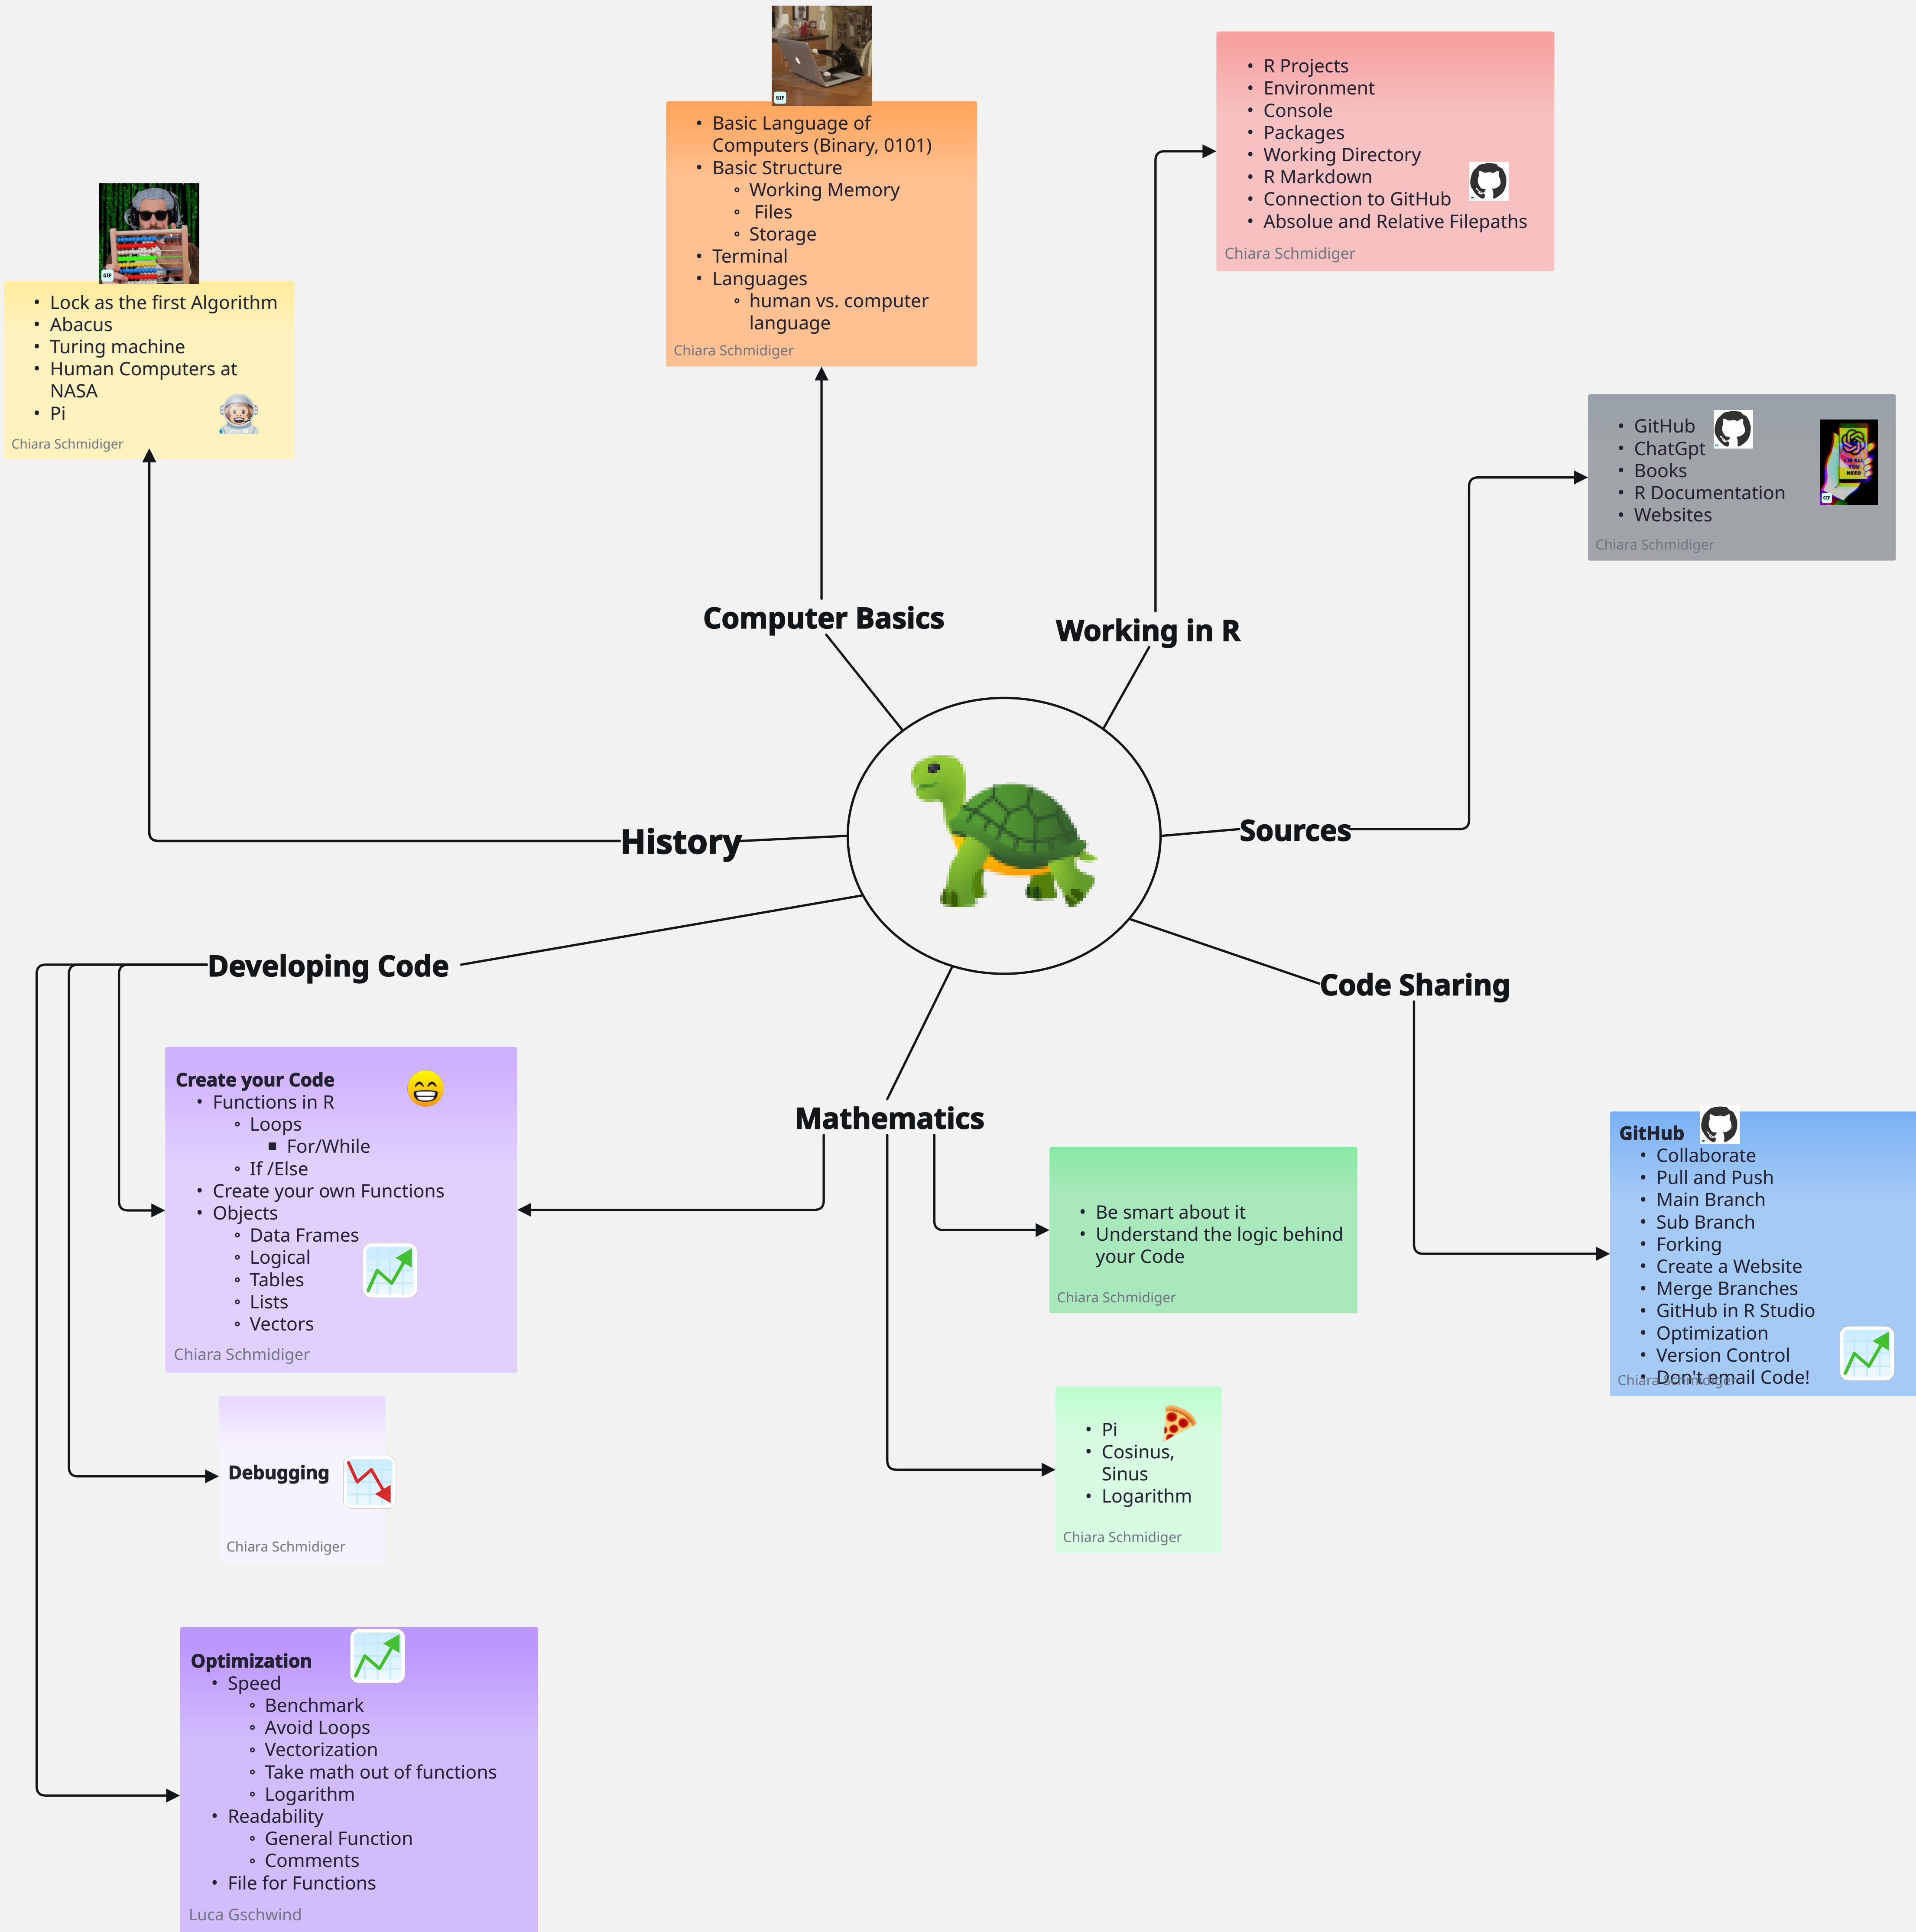 • Basic Language of
Computers (Binary, 0101)
• Basic Structure
∘ Working Memory
∘ Files
∘ Storage
• Terminal
• Languages
∘ human vs. computer
language
Chiara Schmidiger
GIF
• R Projects
• Environment
• Console
• Packages
• Working Directory
• R Markdown
• Connection to GitHub
• Absolue and Relative Filepaths
Chiara Schmidiger
GIF
• Lock as the first Algorithm
• Abacus
• Turing machine
• Human Computers at
NASA
• Pi
Chiara Schmidiger
• GitHub
• ChatGpt
• Books
• R Documentation
• Websites
Chiara Schmidiger
I'M ALL
YOU
NEED
GIF
Computer Basics
Working in R
History
Sources
Developing Code
Code Sharing
Mathematics
Create your Code
• Functions in R
∘ Loops
▪ For/While
∘ If /Else
• Create your own Functions
• Objects
∘ Data Frames
∘ Logical
∘ Tables
∘ Lists
∘ Vectors
Chiara Schmidiger
• Be smart about it
• Understand the logic behind
your Code
Chiara Schmidiger
GitHub
• Collaborate
• Pull and Push
• Main Branch
• Sub Branch
• Forking
• Create a Website
• Merge Branches
• GitHub in R Studio
• Optimization
• Version Control
• Don't email Code!
Chiara Schmidiger
Debugging
Chiara Schmidiger
• Pi
• Cosinus,
Sinus
• Logarithm
Chiara Schmidiger
Optimization
• Speed
∘ Benchmark
∘ Avoid Loops
∘ Vectorization
∘ Take math out of functions
∘ Logarithm
• Readability
∘ General Function
∘ Comments
• File for Functions
Luca Gschwind